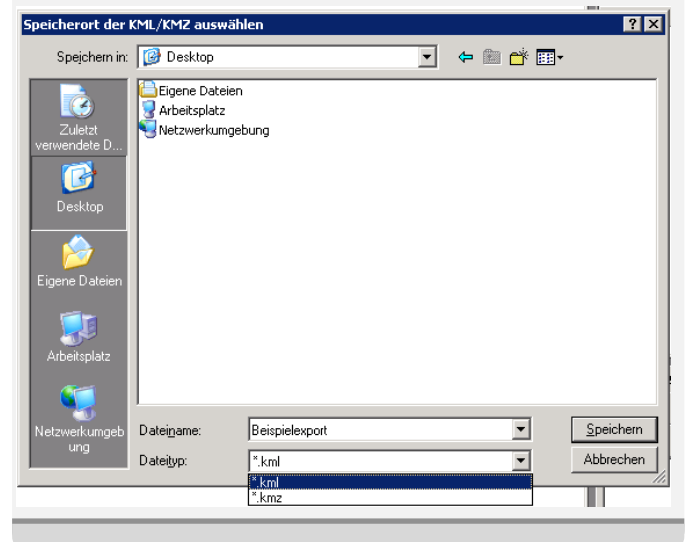 Speicherort der KML/KMZ auswählen
Speichern in:
Desktop
Eigene Dateien
Arbeitsplatz
Netzwerkumgebung
Zuletzt
verwendete D...
Desktop
Eigene Dateien
Arbeitsplatz
Netzwerkumgeb
ung
Dateiname:
Beispielexport
Speichern
Dateityp:
*.kml
Abbrechen
*.kml
*.kmz